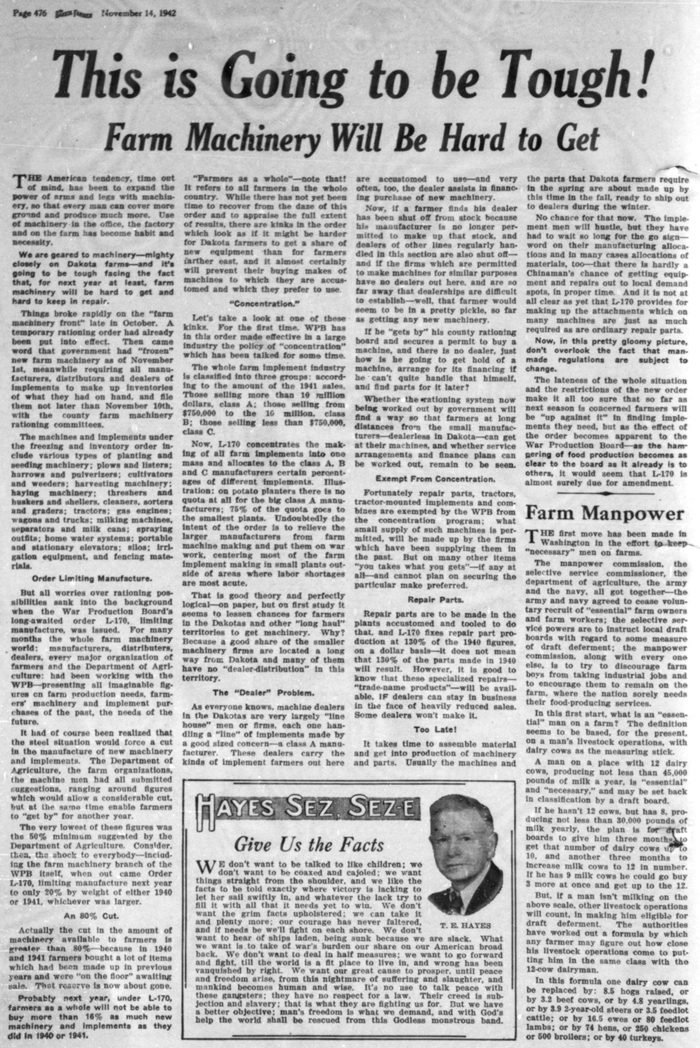 Page 476 November 14, 1942
This is Going to be Tough!
Farm Machinery Will Be Hard to Get
THE American tendency, time out
of mind, has been to expand the
power of arms and legs with machin-
ery, so that every man can cover more
ground and produce much more. Use
of machinery in the office, the factory
and on the farm has become habit and
necessity.
We are geared to machinery—mighty
closely on Dakota farms—and it's
going to be tough facing the fact
that, for next year at least, farm
machinery will be hard to get and
hard to keep in repair.
Things broke rapidly on the "farm
machinery front" late in October. A
temporary rationing order had already
been put into effect. Then came
word that government had "frozen"
new farm machinery as of November
1st, meanwhile requiring all manu-
facturers, distributors and dealers of
implements to make up inventories
of what they had on hand, and file
them not later than November 10th,
with the county farm machinery
rationing committees.
The machines and implements under
the freezing and inventory order in-
clude various types of planting and
seeding machinery; plows and listers;
harrows and pulverizers; cultivators
and weeders; harvesting machinery;
haying machinery; threshers and
huskers and shellers, cleaners, sorters
and graders; tractors; gas engines;
wagons and trucks; milking machines,
separators and milk cans; spraying
outfits; home water systems; portable
and stationary elevators; silos; irri-
gation equipment, and fencing mate-
rials.
Order Limiting Manufacture.
But all worries over rationing pos-
sibilities sank into the background
when the War Production Board's
long-awaited order L-170, limiting
manufacture, was issued. For many
months the whole farm machinery
world: manufacturers, distributors,
dealers, every major organization of
farmers and the Department of Agri-
culture: had been working with the
WPB—presenting all imaginable fig-
ures on farm production needs, farm-
ers' machinery and implement pur-
chases of the past, the needs of the
future.
It had of course been realized that
the steel situation would force a cut
in the manufacture of new machinery
and implements. The Department of
Agriculture, the farm organizations,
the machine men had all submitted
suggestions, ranging around figures
which would allow a considerable cut,
but at the same time enable farmers
to "get by" for another year.
The very lowest of these figures was
the 50% minimum suggested by the
Department of Agriculture. Consider,
then, the shock to everybody—includ-
ing the farm machinery branch of the
WPB itself, when out came Order
L-170, limiting manufacture next year
to only 20% by weight of either 1940
or 1941, whichever was larger.
An 80% Cut.
Actually the cut in the amount of
machinery available to farmers is
greater than 80%—because in 1940
and 1941 farmers bought a lot of items
which had been made up in previous
years and were "on the floor" awaiting
sale. That reserve is now about gone.
Probably next year, under L-170,
farmers as a whole will not be able to
buy more than 16% as much new
machinery and implements as they
did in 1940 or 1941.
"Farmers as a whole"—note that!
It refers to all farmers in the whole
country. While there has not yet been
time to recover from the daze of this
order and to appraise the full extent
of results, there are kinks in the order
which look as if it might be harder
for Dakota farmers to get a share of
new equipment than for farmers
farther east, and it almost certainly
will prevent their buying makes of
machines to which they are accus-
tomed and which they prefer to use.
"Concentration."
Let's take a look at one of these
kinks. For the first time, WPB has
in this order made effective in a large
industry the policy of "concentration"
which has been talked for some time.
The whole farm implement industry
is classified into three groups: accord-
ing to the amount of the 1941 sales.
Those selling more than 10 million
dollars, class A; those selling from
$750,000 to the 10 million, class
B; those selling less than $750,000,
class C.
Now, L-170 concentrates the mak-
ing of all farm implements into one
mass and allocates to the class A, B
and C manufacturers certain percent-
ages of different implements. Illus-
tration: on potato planters there is no
quota at all for the big class A manu-
facturers; 75% of the quota goes to
the smallest plants. Undoubtedly the
intent of the order is to relieve the
larger manufacturers from farm
machine making and put them on war
work, centering most of the farm
implement making in small plants out-
side of areas where labor shortages
are most acute.
That is good theory and perfectly
logical—on paper, but on first study it
seems to lessen chances for farmers
in the Dakotas and other "long haul"
territories to get machinery. Why?
Because a good share of the smaller
machinery firms are located a long
way from Dakota and many of them
have no "dealer-distribution" in this
territory.
The "Dealer" Problem.
As everyone knows, machine dealers
in the Dakotas are very largely "line
house" men or firms, each one han-
dling a "line" of implements made by
a good sized concern—a class A manu-
facturer. These dealers carry the
kinds of implement farmers out here
are accustomed to use—and very
often, too, the dealer assists in financ-
ing purchase of new machinery.
Now, if a farmer finds his dealer
has been shut off from stock because
his manufacturer is no longer per-
mitted to make up that stock, and
dealers of other lines regularly han-
dled in this section are also shut off—
and if the firms which are permitted
to make machines for similar purposes
have no dealers out here, and are so
far away that dealerships are difficult
to establish—well, that farmer would
seem to be in a pretty pickle, so far
as getting any new machinery.
If he "gets by" his county rationing
board and secures a permit to buy a
machine, and there is no dealer, just
how is he going to get hold of a
machine, arrange for its financing if
he can't quite handle that himself,
and find parts for it later?
Whether the rationing system now
being worked out by government will
find a way so that farmers at long
distances from the small manufac-
turers—dealerless in Dakota—can get
at their machines, and whether service
arrangements and finance plans can
be worked out, remain to be seen.
Exempt From Concentration.
Fortunately repair parts, tractors,
tractor-mounted implements and com-
bines are exempted by the WPB from
the concentration program; what
small supply of such machines is per-
mitted, will be made up by the firms
which have been supplying them in
the past. But on many other items
"you takes what you gets"—if any at
all—and cannot plan on securing the
particular make preferred.
Repair Parts.
Repair parts are to be made in the
plants accustomed and tooled to do
that, and L-170 fixes repair part pro-
duction at 130% of the 1940 figures,
on a dollar basis—it does not mean
that 130% of the parts made in 1940
will result. However, it is good to
know that these specialized repairs—
"trade-name products"—will be avail-
able, IF dealers can stay in business
in the face of heavily reduced sales.
Some dealers won't make it.
Too Late!
It takes time to assemble material
and get into production of machinery
and parts. Usually the machines and
the parts that Dakota farmers require
in the spring are about made up by
this time in the fall, ready to ship out
to dealers during the winter.
No chance for that now. The imple-
ment men will hustle, but they have
had to wait so long for the go sign—
word on their manufacturing alloca-
tions and in many cases allocations of
materials, too—that there is hardly a
Chinaman's chance of getting equip-
ment and repairs out to local demand
spots, in proper time. And it is not at
all clear as yet that L-170 provides for
making up the attachments which on
many machines are just as much
required as are ordinary repair parts.
Now, in this pretty gloomy picture,
don't overlook the fact that man-
made regulations are subject to
change.
The lateness of the whole situation
and the restrictions of the new order
make it all too sure that so far as
next season is concerned farmers will
be "up against it" in finding imple-
ments they need, but as the effect of
the order becomes apparent to the
War Production Board—as the ham-
pering of food production becomes as
clear to the board as it already is to
others, it would seem that L-170 is
almost surely due for amendment.
Farm Manpower
THE first move has been made in
Washington in the effort to keep
"necessary" men on farms.
The manpower commission, the
selective service commissioner, the
department of agriculture, the army
and the navy, all got together—the
army and navy agreed to cease volun-
tary recruit of "essential" farm owners
and farm workers; the selective ser-
vice powers are to instruct local draft
boards with regard to some measure
of draft deferment; the manpower
commission, along with every one
else, is to try to discourage farm
boys from taking industrial jobs and
to encourage them to remain on the
farm, where the nation sorely needs
their food-producing services.
In this first start, what is an "essen-
tial" man on a farm? The definition
seems to be based, for the present,
on a man's livestock operations, with
dairy cows as the measuring stick.
A man on a place with 12 dairy
cows, producing not less than 45,000
pounds of milk a year, is "essential"
and "necessary," and may be set back
in classification by a draft board.
If he hasn't 12 cows, but has 8, pro-
ducing not less than 30,000 pounds of
milk yearly, the plan is for draft
boards to give him three months to
get that number of dairy cows up to
10, and another three months to
increase milk cows to 12 in number.
If he has 9 milk cows he could buy
3 more at once and get up to the 12.
But, if a man isn't milking on the
above scale, other livestock operations
will count, in making him eligible for
draft deferment. The authorities
have worked out a formula by which
any farmer may figure out how close
his livestock operations come to put-
ting him in the same class with the
12-cow dairyman.
In this formula one dairy cow can
be replaced by: 8.5 hogs raised, or
by 3.2 beef cows, or by 4.8 yearlings,
or by 3.9 2-year-old steers or 3.5 feedlot
cattle; or by 16.5 ewes or 80 feedlot
lambs; or by 74 hens, or 250 chickens
or 500 broilers; or by 40 turkeys.
HAYES SEZ, SEZ-E
Give Us the Facts
WE don't want to be talked to like children; we
don't want to be coaxed and cajoled; we want
things straight from the shoulder, and we like the
facts to be told exactly where victory is lacking to
let her sail swiftly in, and whatever the lack try to
fill it with all that it needs yet to win. We don't
want the grim facts upholstered; we can take it
and plenty more; our courage has never faltered,
and if needs be we'll fight on each shore. We don't
want to hear of ships laden, being sunk because we are slack. What
we want is to take of war's burden our share on our American broad
back. We don't want to deal in half measures; we want to go forward
and fight, till the world is a fit place to live in, and wrong has been
vanquished by right. We want our great cause to prosper, until peace
and freedom arise, from this nightmare of suffering and slaughter, and
mankind becomes human and wise. It's no use to talk peace with
these gangsters; they have no respect for a law. Their creed is sub-
jection and slavery; that is what they are fighting us for. But we have
a better objective; man's freedom is what we demand, and with God's
help the world shall be rescued from this Godless monstrous band.
T. E. HAYES